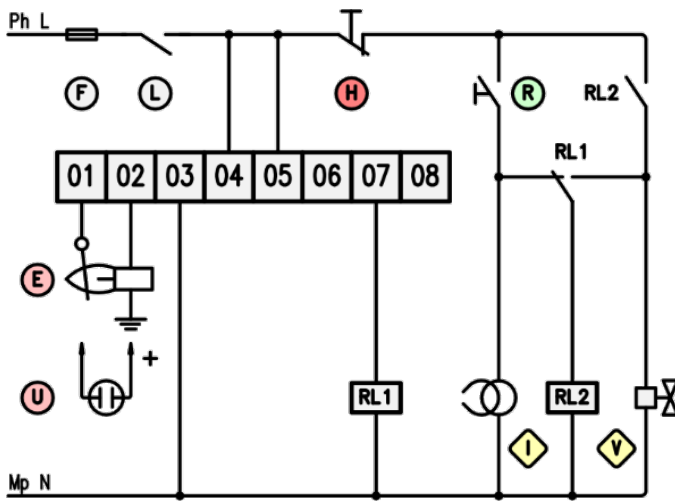 Ph L
F L H R RL2
RL1
01 02 03 04 05 06 07 08
E
+
U RL1 RL2
I V
Mp N